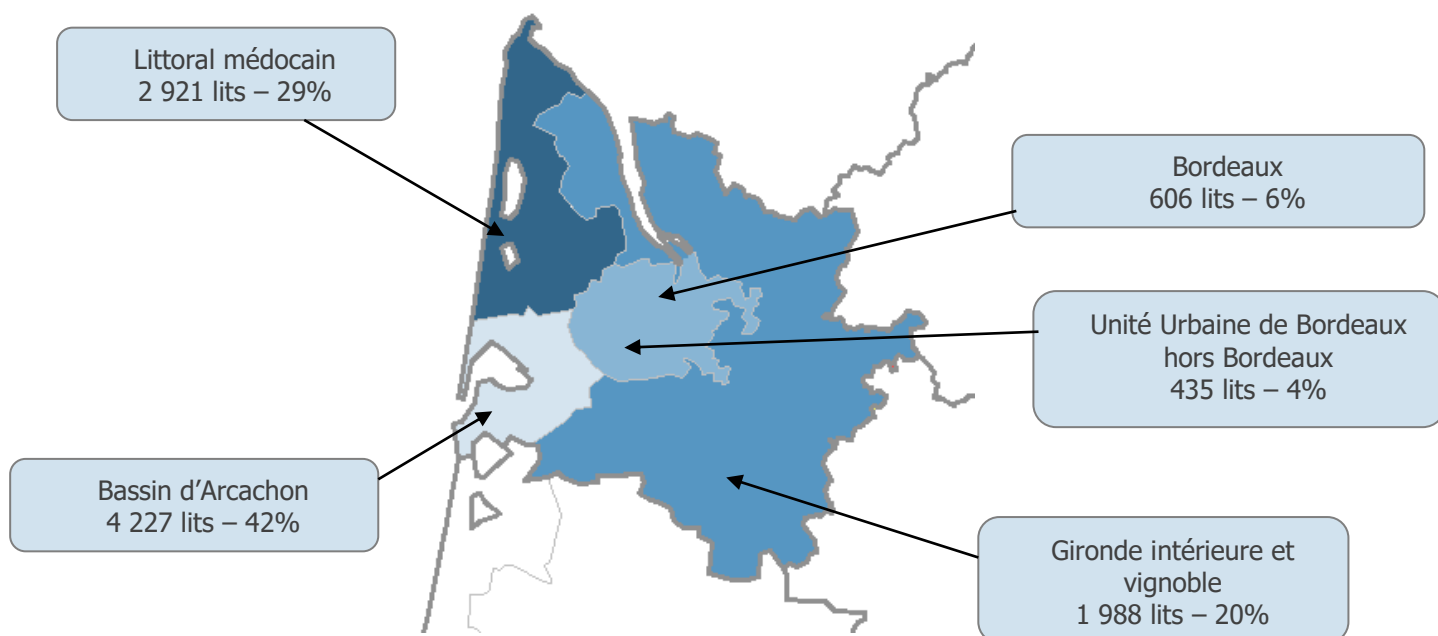 Littoral médocain
2 921 lits – 29%
Bordeaux
606 lits – 6%
Unité Urbaine de Bordeaux
hors Bordeaux
435 lits – 4%
Bassin d’Arcachon
4 227 lits – 42%
Gironde intérieure et
vignoble
1 988 lits – 20%